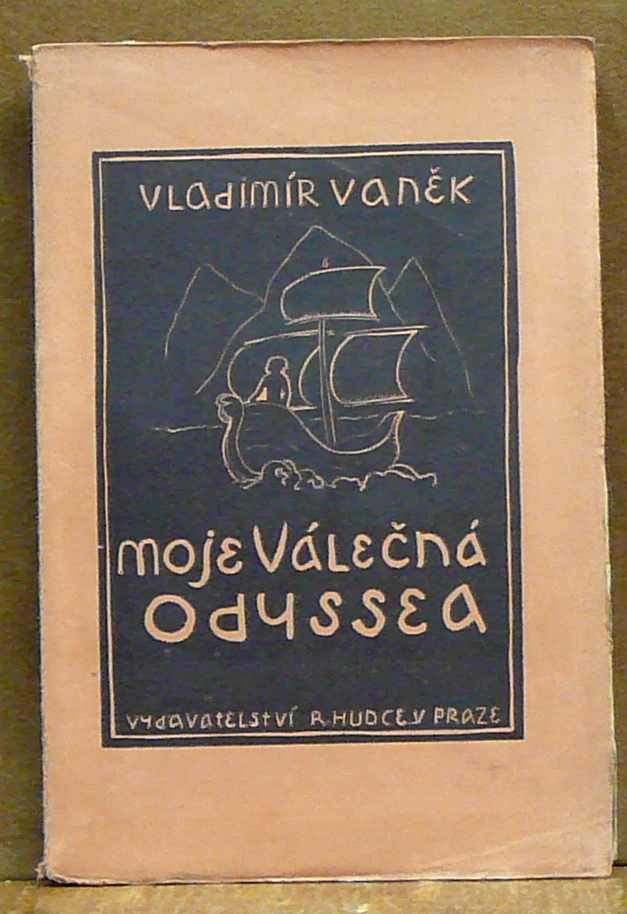 Vladimír Vaněk
Moje Válečná
Odyssea
Vydavatelství R. Hudce v Praze